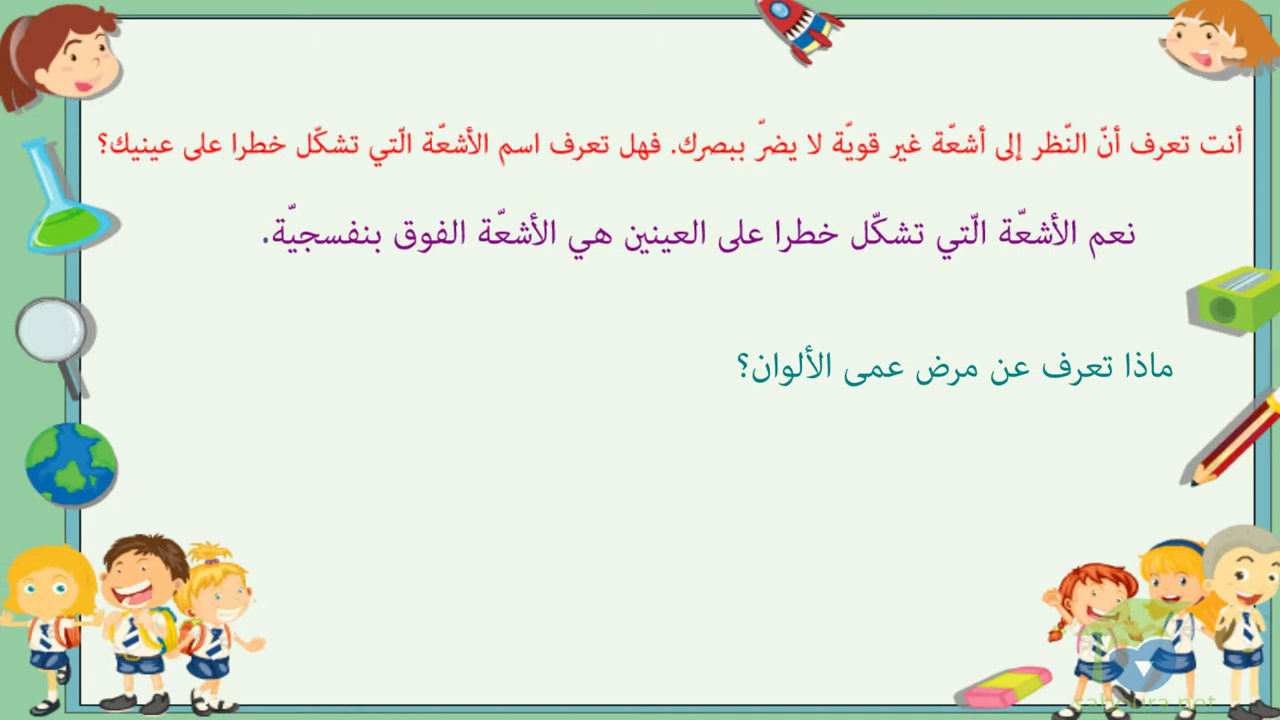 أنت تعرف أنّ النّظر إلى أشعّة غير قويّة لا يضرّ ببصرك. فهل تعرف اسم الأشعّة الّتي تشكّل خطرا على عينيك؟
نعم الأشعّة الّتي تشكّل خطرا على العينين هي الأشعّة الفوق بنفسجيّة.
ماذا تعرف عن مرض عمى الألوان؟